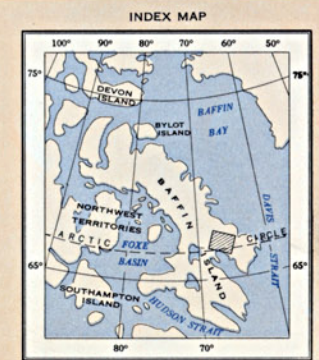 INDEX MAP
100° 90° 80° 70° 60° 50°
75° 75°
DEVON
ISLAND
BAFFIN
BAY
BYLOT
ISLAND
BAFFIN
ISLAND
NORTHWEST
TERRITORIES
DAVIS
STRAIT
ARCTIC CIRCLE
FOXE
BASIN
65° 65°
SOUTHAMPTON
ISLAND
HUDSON STRAIT
80° 70°